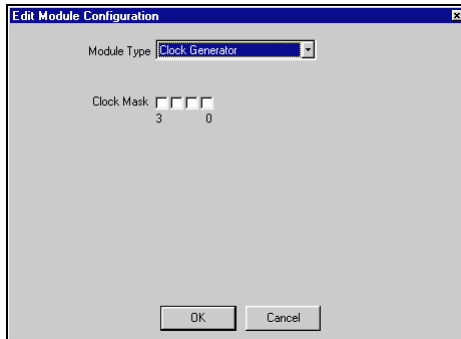 Edit Module Configuration
Module Type Clock Generator
Clock Mask
3 0
OK Cancel